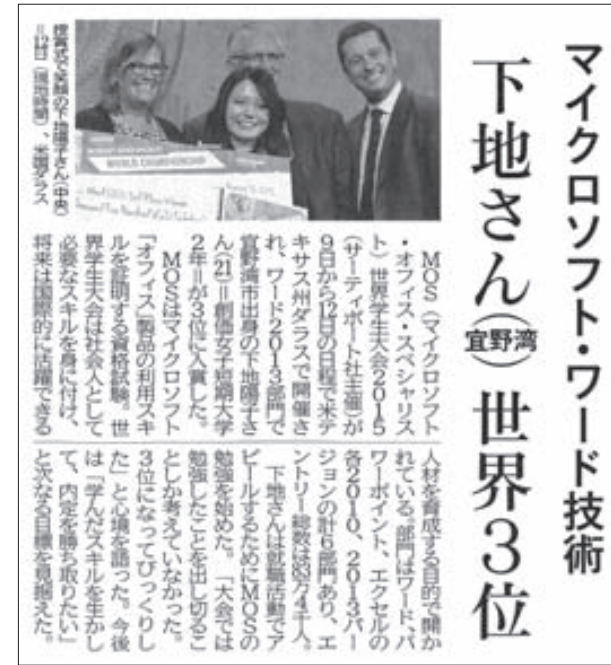 マイクロソフト・ワード技術
下地さん(宜野湾)世界3位
授賞式で笑顔の下地陽子さん(中央)
=12日(現地時間)、米国ダラス
WORLD CHAMPIONSHIP
MOS(マイクロソフト
・オフィス・スペシャリス
ト)世界学生大会2015
(サーティポート社主催)が
9日から12日の日程で米テ
キサス州ダラスで開催さ
れ、ワード2013部門で
宜野湾市出身の下地陽子さ
ん(21)=創価女子短期大学
2年=が3位に入賞した。
MOSはマイクロソフト
「オフィス」製品の利用スキ
ルを証明する資格試験。世
界学生大会は社会人として
必要なスキルを身に付け、
将来は国際的に活躍できる
人材を育成する目的で開か
れている。部門はワード、パ
ワーポイント、エクセルの
各2010、2013バー
ジョンの計6部門あり、エ
ントリー総数は83万4千人。
下地さんは就職活動でア
ピールするためにMOSの
勉強を始めた。「大会では
勉強したことを出し切るこ
としか考えていなかった。
3位になってびっくりし
た」と心境を語った。今後
は「学んだスキルを生かし
て、内定を勝ち取りたい」
と次なる目標を見据えた。